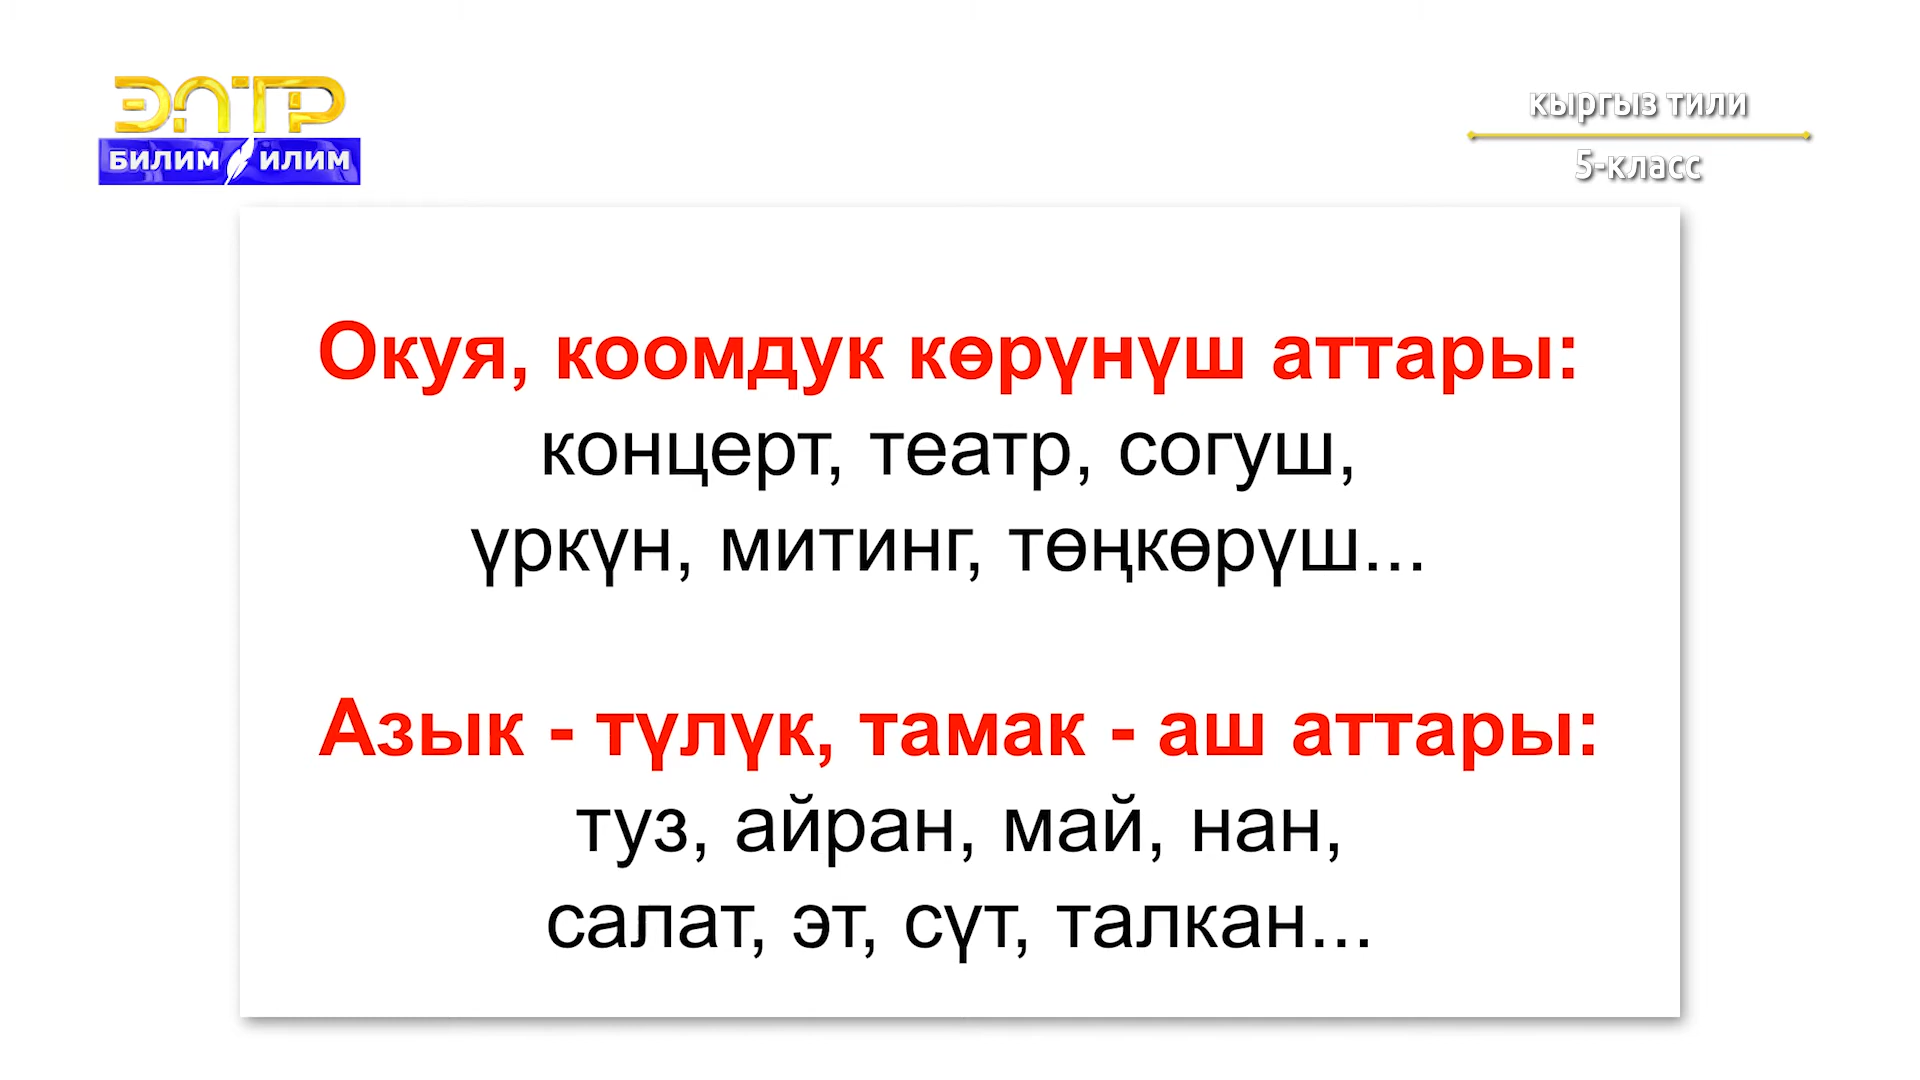 ЭЛТР
БИЛИМ ИЛИМ
кыргыз тили
5-класс
Окуя, коомдук көрүнүш аттары:
концерт, театр, согуш,
үркүн, митинг, төңкөрүш...
Азык - түлүк, тамак - аш аттары:
туз, айран, май, нан,
салат, эт, сүт, талкан...